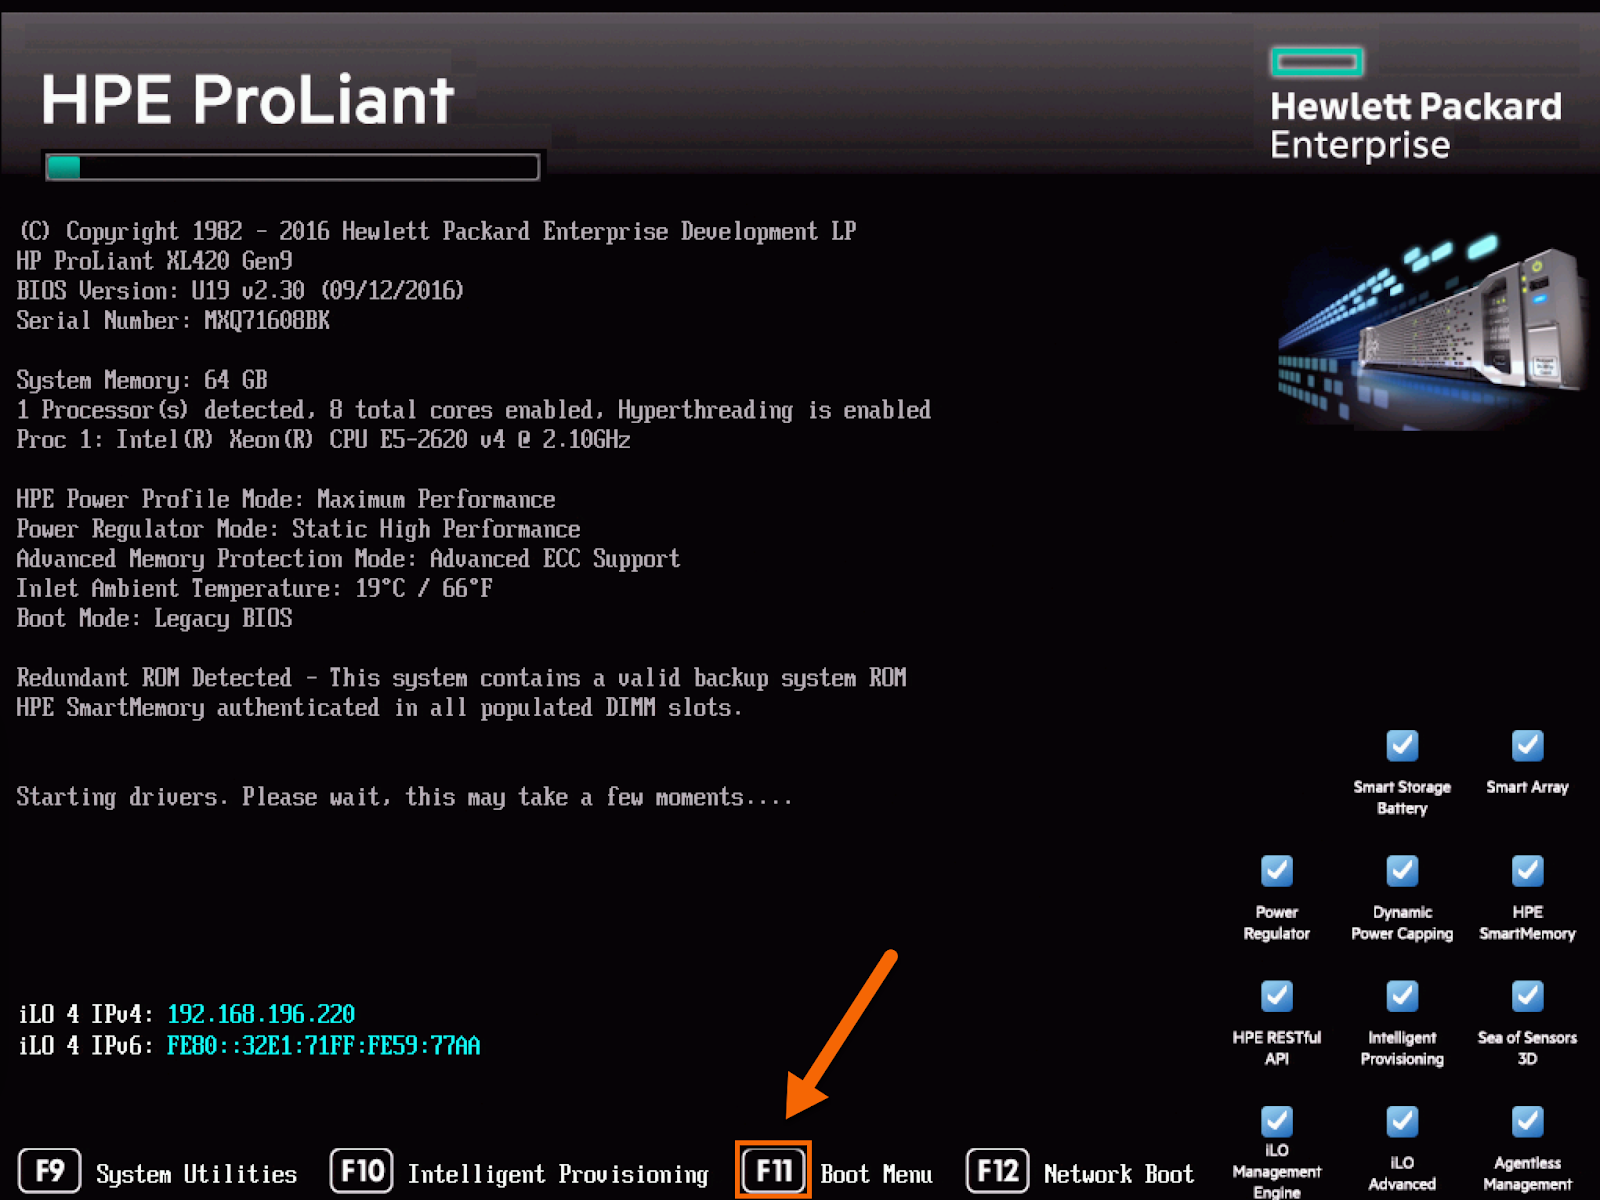 HPE ProLiant
Hewlett Packard
Enterprise
(C) Copyright 1982 - 2016 Hewlett Packard Enterprise Development LP
HP ProLiant XL420 Gen9
BIOS Version: U19 v2.30 (09/12/2016)
Serial Number: MXQ71608BK
System Memory: 64 GB
1 Processor(s) detected, 8 total cores enabled, Hyperthreading is enabled
Proc 1: Intel(R) Xeon(R) CPU E5-2620 v4 @ 2.10GHz
HPE Power Profile Mode: Maximum Performance
Power Regulator Mode: Static High Performance
Advanced Memory Protection Mode: Advanced ECC Support
Inlet Ambient Temperature: 19°C / 66°F
Boot Mode: Legacy BIOS
Redundant ROM Detected - This system contains a valid backup system ROM
HPE SmartMemory authenticated in all populated DIMM slots.
Starting drivers. Please wait, this may take a few moments....
Smart Storage
Battery
Smart Array
Power
Regulator
Dynamic
Power Capping
HPE
SmartMemory
HPE RESTful
API
Intelligent
Provisioning
Sea of Sensors
3D
iLO
Management
Engine
iLO
Advanced
Agentless
Management
iLO 4 IPv4: 192.168.196.220
iLO 4 IPv6: FE80::32E1:71FF:FE59:77AA
F9 System Utilities F10 Intelligent Provisioning F11 Boot Menu F12 Network Boot